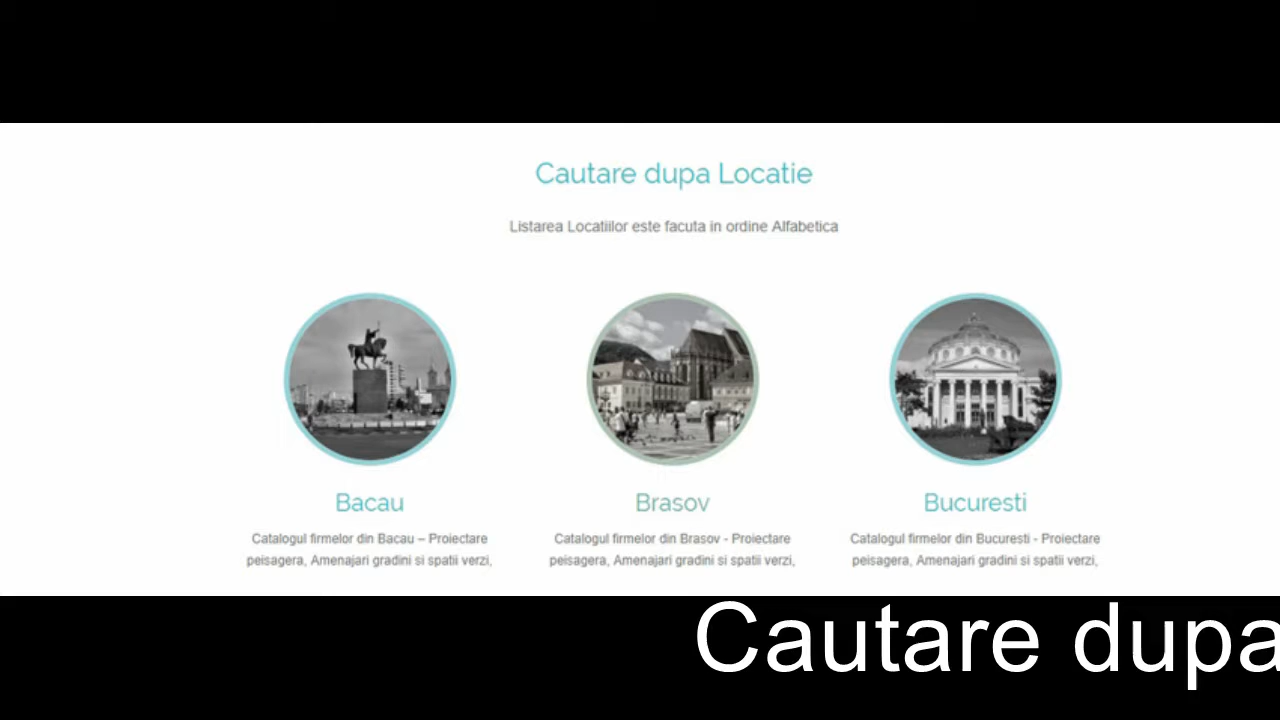 Cautare dupa Locatie
Listarea Locatiilor este facuta in ordine Alfabetica
Bacau
Catalogul firmelor din Bacau – Proiectare
peisagera, Amenajari gradini si spatii verzi,
Brasov
Catalogul firmelor din Brasov - Proiectare
peisagera, Amenajari gradini si spatii verzi,
Bucuresti
Catalogul firmelor din Bucuresti - Proiectare
peisagera, Amenajari gradini si spatii verzi,
Cautare dupa